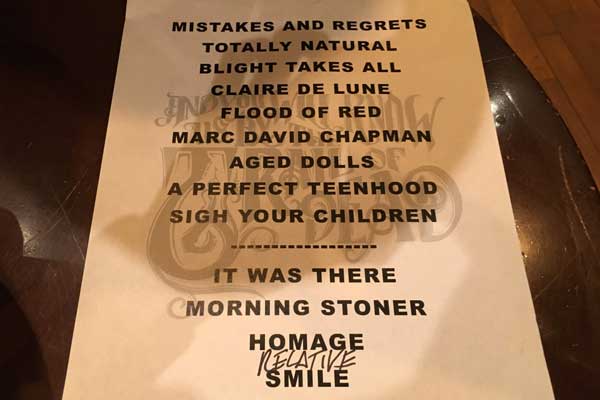 MISTAKES AND REGRETS
TOTALLY NATURAL
BLIGHT TAKES ALL
CLAIRE DE LUNE
FLOOD OF RED
MARC DAVID CHAPMAN
AGED DOLLS
A PERFECT TEENHOOD
SIGH YOUR CHILDREN
------------------
IT WAS THERE
MORNING STONER
HOMAGE
RELATIVE
SMILE